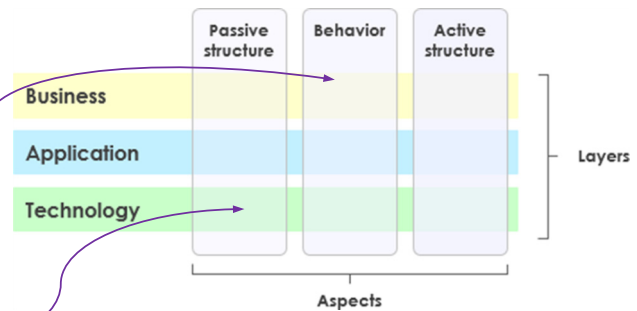 Passive
structure
Behavior
Active
structure
Business
Application
Technology
Layers
Aspects